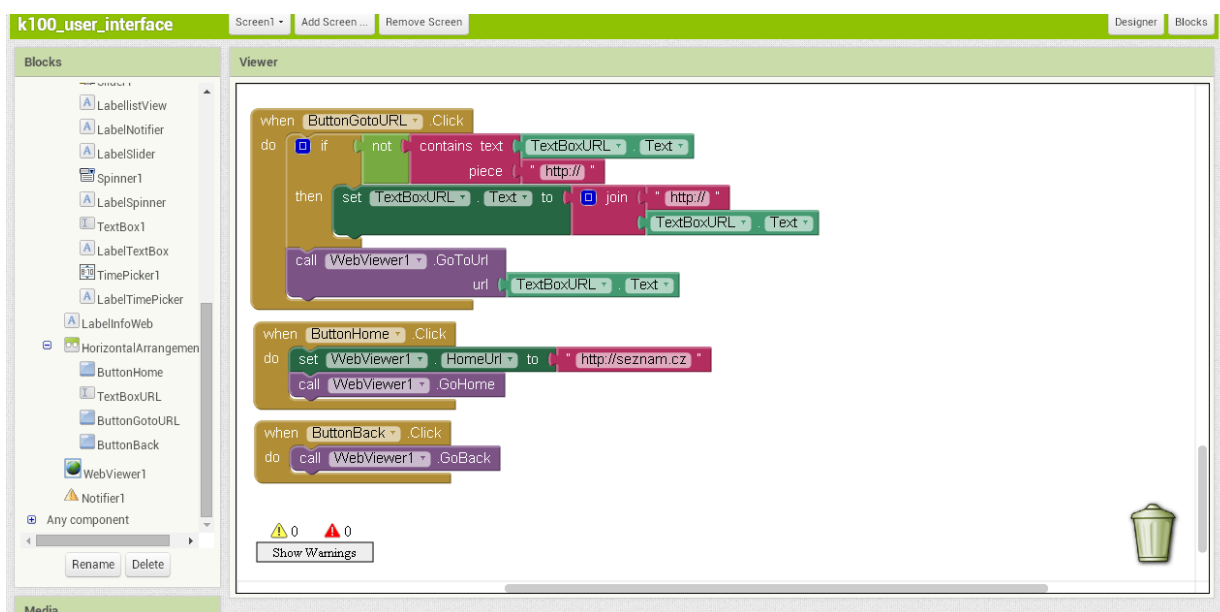 k100_user_interface
Screen1 Add Screen ... Remove Screen
Designer Blocks
Blocks
LabellistView
LabelNotifier
LabelSlider
Spinner1
LabelSpinner
TextBox1
LabelTextBox
TimePicker1
LabelTimePicker
LabelInfoWeb
HorizontalArrangemen
ButtonHome
TextBoxURL
ButtonGotoURL
ButtonBack
WebViewer1
Notifier1
Any component
Rename Delete
Media
Viewer
when ButtonGotoURL .Click
do if not contains text TextBoxURL . Text
piece " http:// "
then set TextBoxURL . Text to join " http:// "
TextBoxURL . Text
call WebViewer1 .GoToUrl
url TextBoxURL . Text
when ButtonHome .Click
do set WebViewer1 . HomeUrl to " http://seznam.cz "
call WebViewer1 .GoHome
when ButtonBack .Click
do call WebViewer1 .GoBack
0 0
Show Warnings